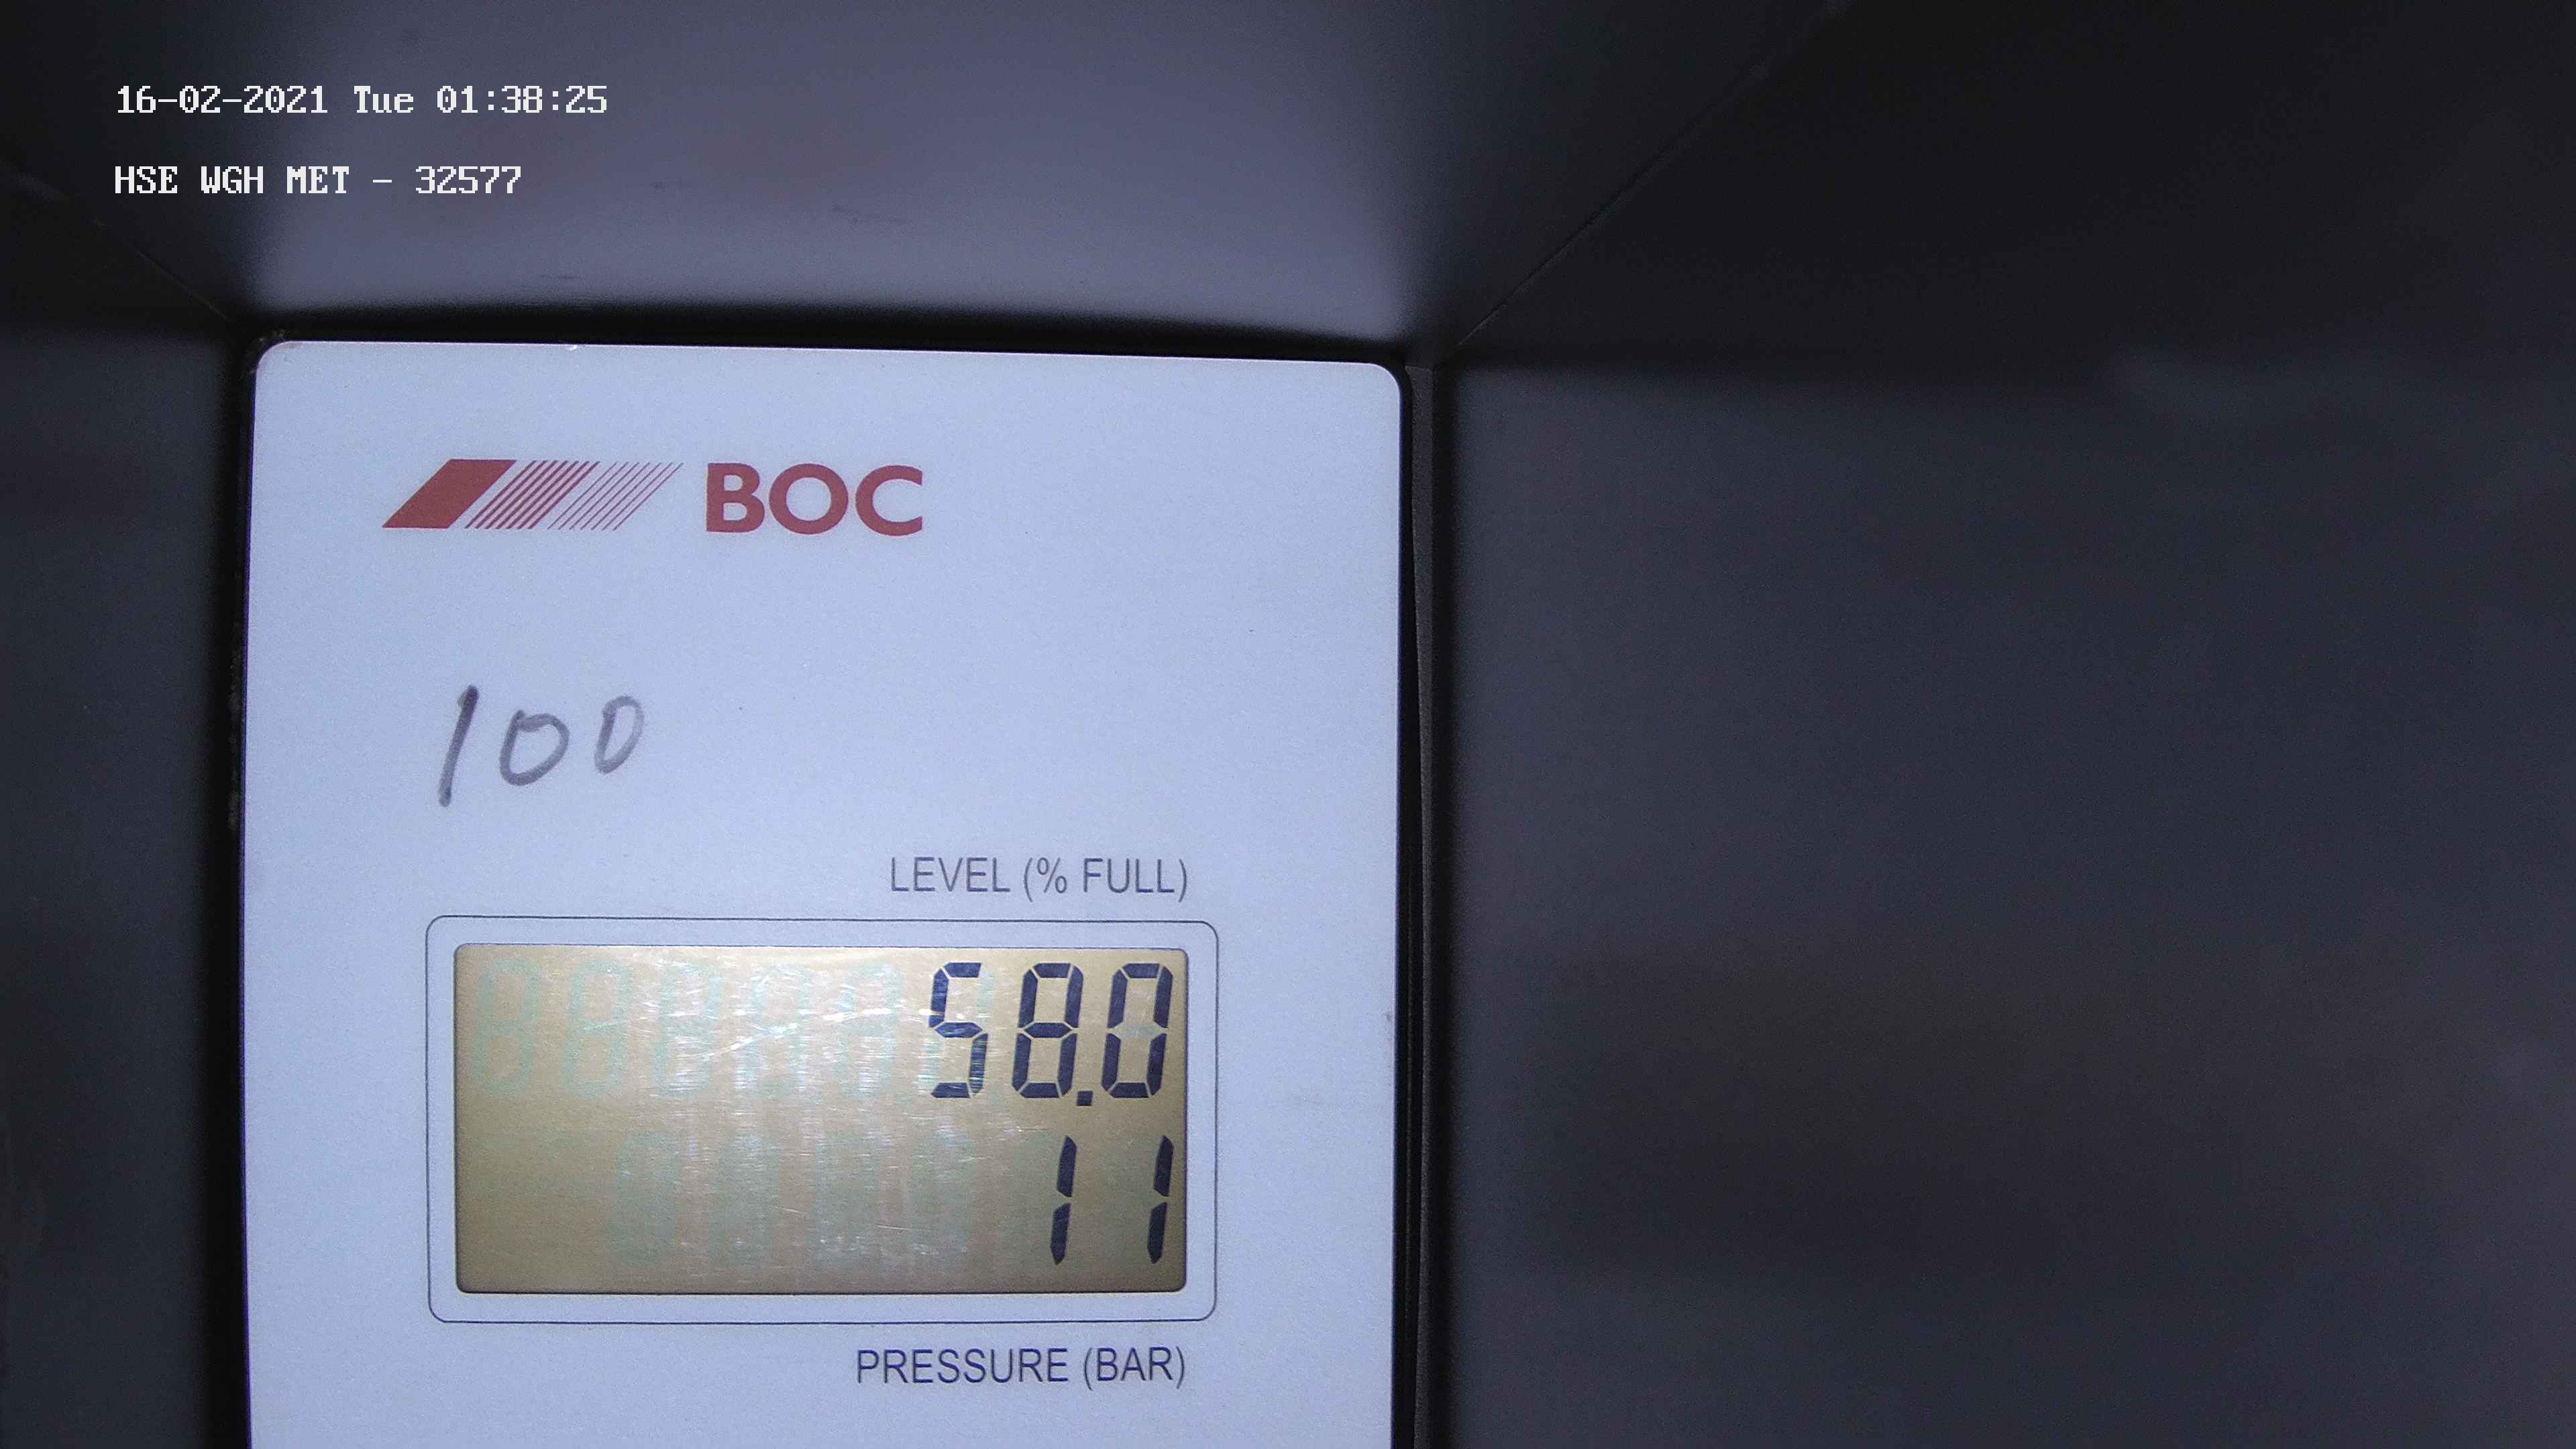 16-02-2021 Tue 01:38:25
HSE WGH MET - 32577
BOC
100
LEVEL (% FULL)
58.0
11
PRESSURE (BAR)